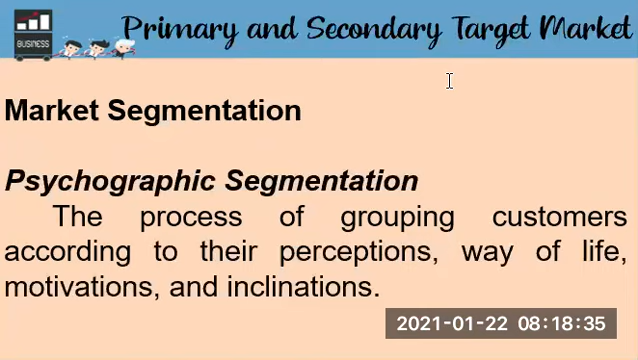 Primary and Secondary Target Market
BUSINESS
Market Segmentation
Psychographic Segmentation
The process of grouping customers
according to their perceptions, way of life,
motivations, and inclinations.
2021-01-22 08:18:35